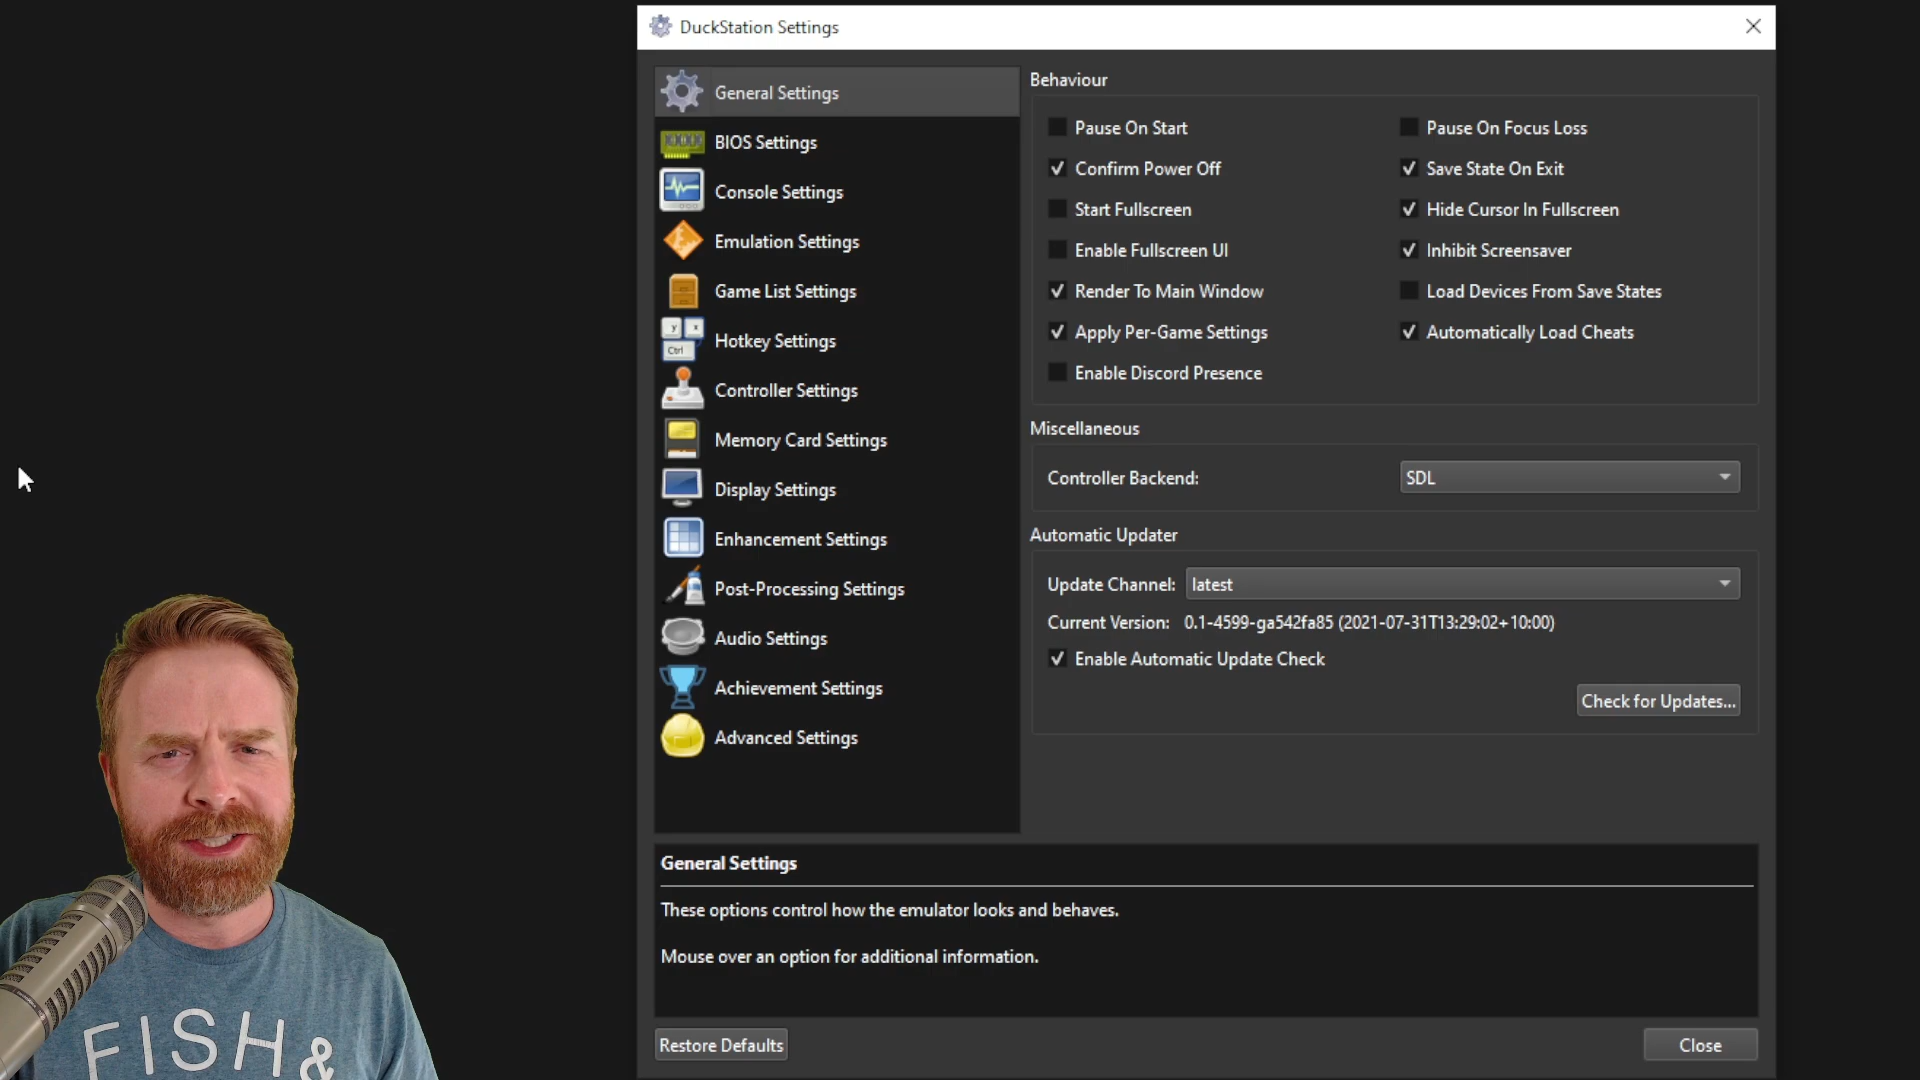 DuckStation Settings
General Settings
BIOS Settings
Console Settings
Emulation Settings
Game List Settings
Hotkey Settings
Controller Settings
Memory Card Settings
Display Settings
Enhancement Settings
Post-Processing Settings
Audio Settings
Achievement Settings
Advanced Settings
y x
Ctrl
Behaviour
Pause On Start
Pause On Focus Loss
Confirm Power Off
Save State On Exit
Start Fullscreen
Hide Cursor In Fullscreen
Enable Fullscreen UI
Inhibit Screensaver
Render To Main Window
Load Devices From Save States
Apply Per-Game Settings
Automatically Load Cheats
Enable Discord Presence
Miscellaneous
Controller Backend: SDL
Automatic Updater
Update Channel: latest
Current Version: 0.1-4599-ga542fa85 (2021-07-31T13:29:02+10:00)
Enable Automatic Update Check
Check for Updates...
General Settings
These options control how the emulator looks and behaves.
Mouse over an option for additional information.
Restore Defaults
Close
FISH &